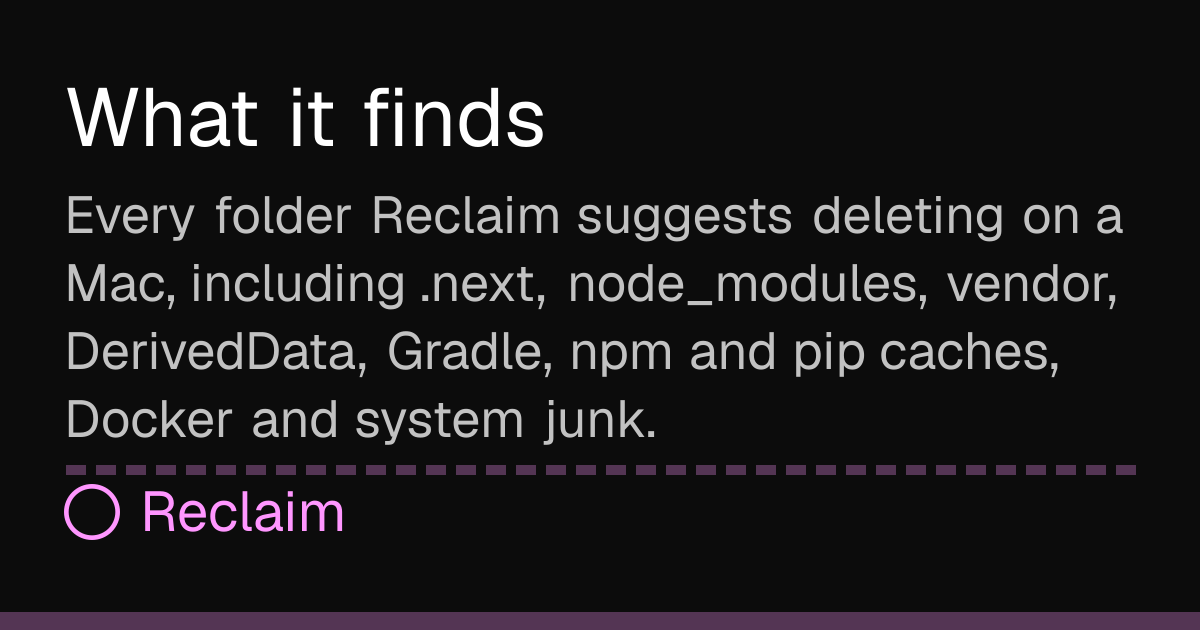 What it finds
Every folder Reclaim suggests deleting on a
Mac, including .next, node_modules, vendor,
DerivedData, Gradle, npm and pip caches,
Docker and system junk.
Reclaim